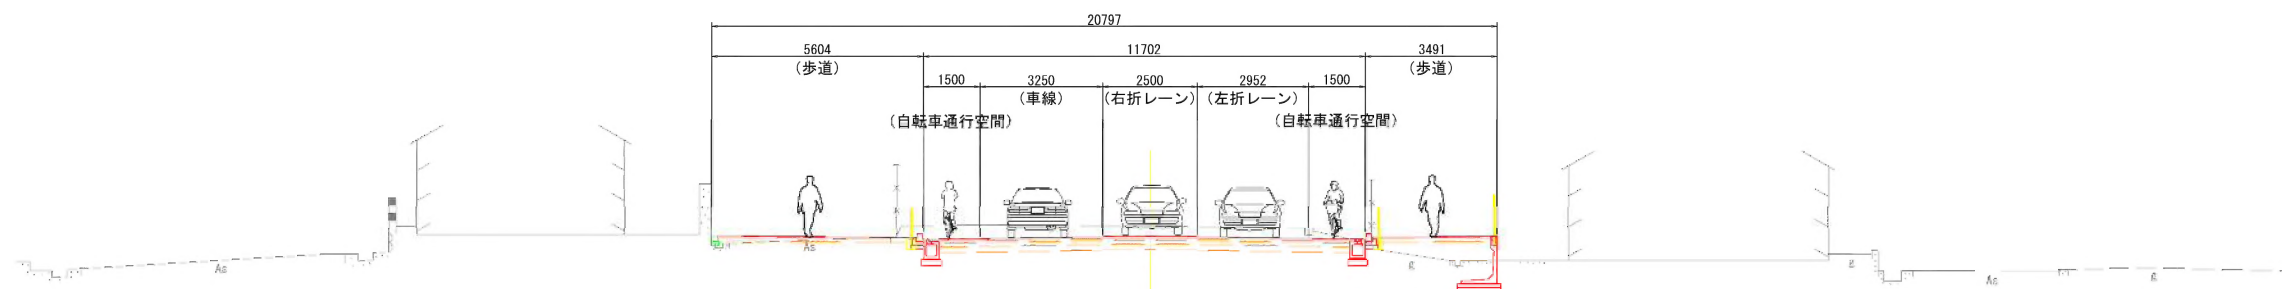 20797
5604 11702 3491
（歩道） （歩道）
1500 3250 2500 2952 1500
（車線） （右折レーン） （左折レーン）
（自転車通行空間） （自転車通行空間）
As
As
As